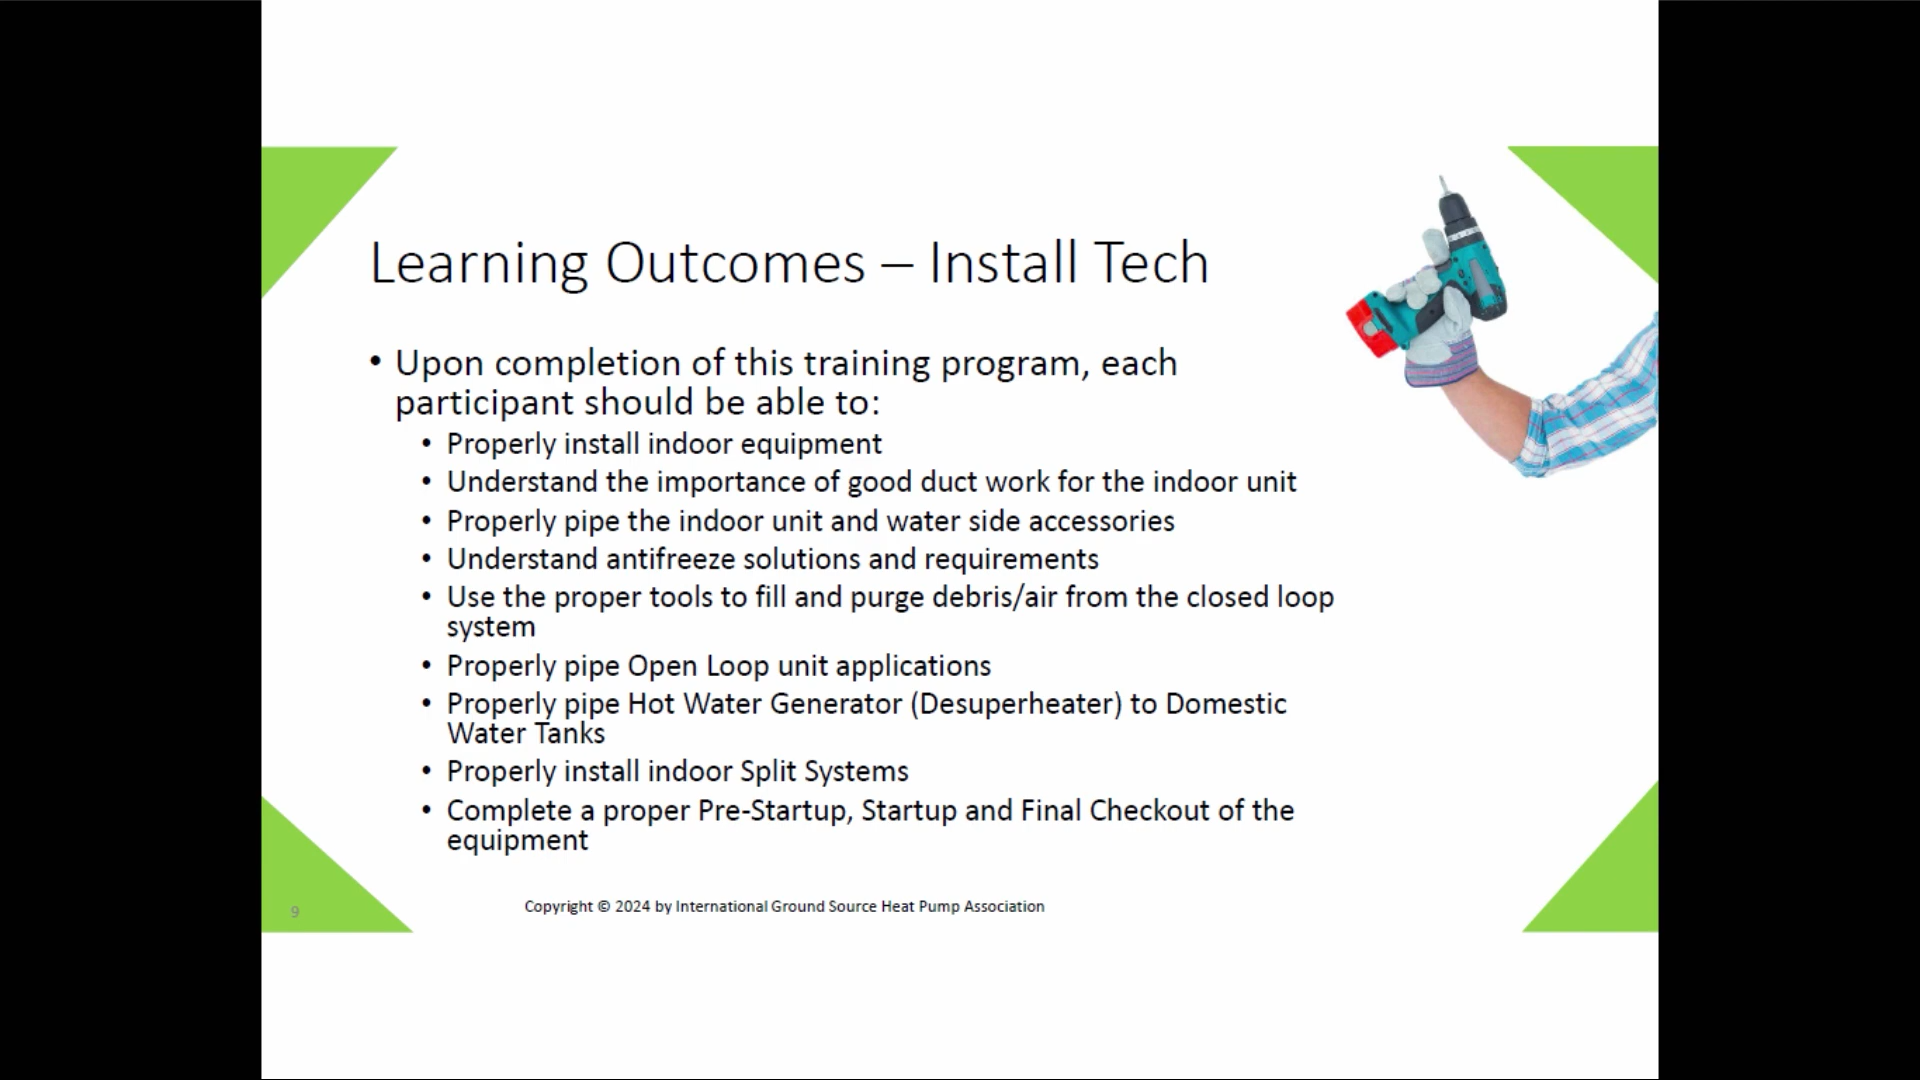 Learning Outcomes – Install Tech
• Upon completion of this training program, each
participant should be able to:
• Properly install indoor equipment
• Understand the importance of good duct work for the indoor unit
• Properly pipe the indoor unit and water side accessories
• Understand antifreeze solutions and requirements
• Use the proper tools to fill and purge debris/air from the closed loop
system
• Properly pipe Open Loop unit applications
• Properly pipe Hot Water Generator (Desuperheater) to Domestic
Water Tanks
• Properly install indoor Split Systems
• Complete a proper Pre-Startup, Startup and Final Checkout of the
equipment
9
Copyright © 2024 by International Ground Source Heat Pump Association